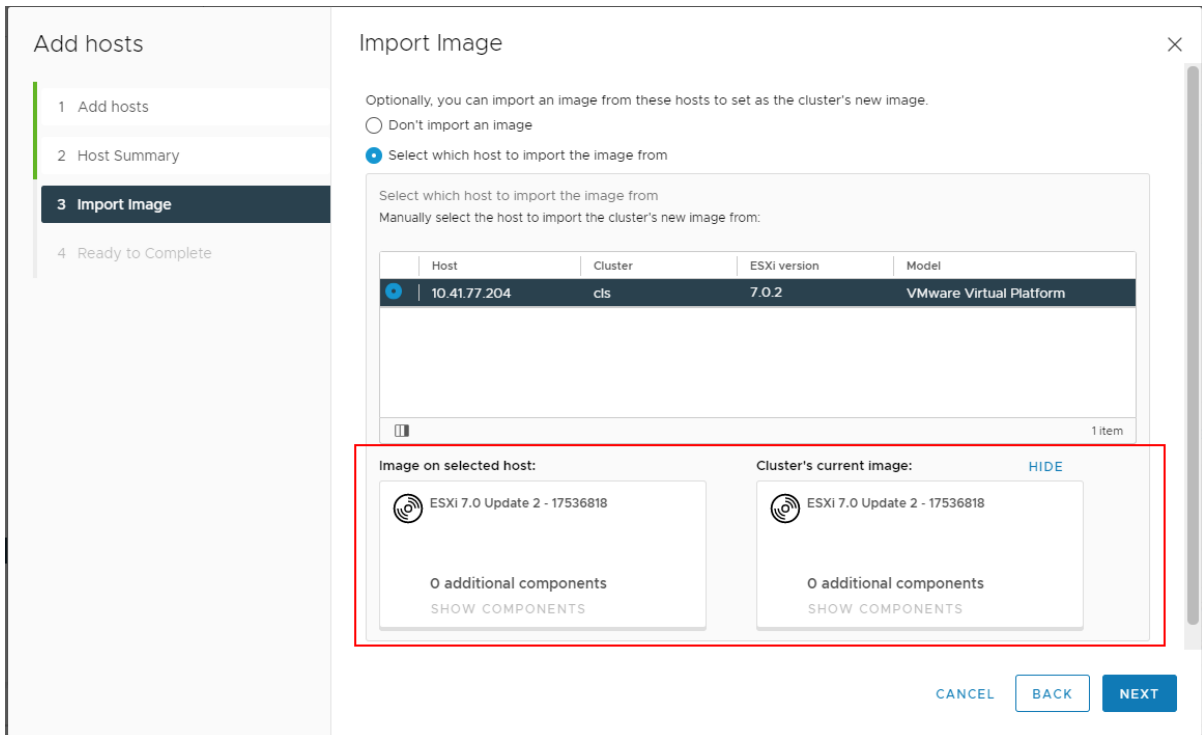 Add hosts
1 Add hosts
2 Host Summary
3 Import Image
4 Ready to Complete
Import Image
Optionally, you can import an image from these hosts to set as the cluster's new image.
Don't import an image
Select which host to import the image from
Select which host to import the image from
Manually select the host to import the cluster's new image from:
Host Cluster ESXi version Model
10.41.77.204 cls 7.0.2 VMware Virtual Platform
1 item
Image on selected host: Cluster's current image: HIDE
ESXi 7.0 Update 2 - 17536818 ESXi 7.0 Update 2 - 17536818
0 additional components 0 additional components
SHOW COMPONENTS SHOW COMPONENTS
CANCEL BACK NEXT